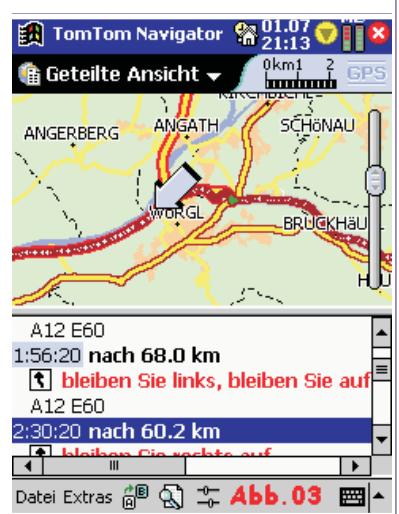 TomTom Navigator 01.07 21:13
Geteilte Ansicht 0km1 2 GPS
ANGERBERG ANGATH SCHöNAU
WöRGL
BRUCKHäU
A12 E60
1:56:20 nach 68.0 km
bleiben Sie links, bleiben Sie auf
A12 E60
2:30:20 nach 60.2 km
bleiben Sie rechts auf
Datei Extras Abb.03